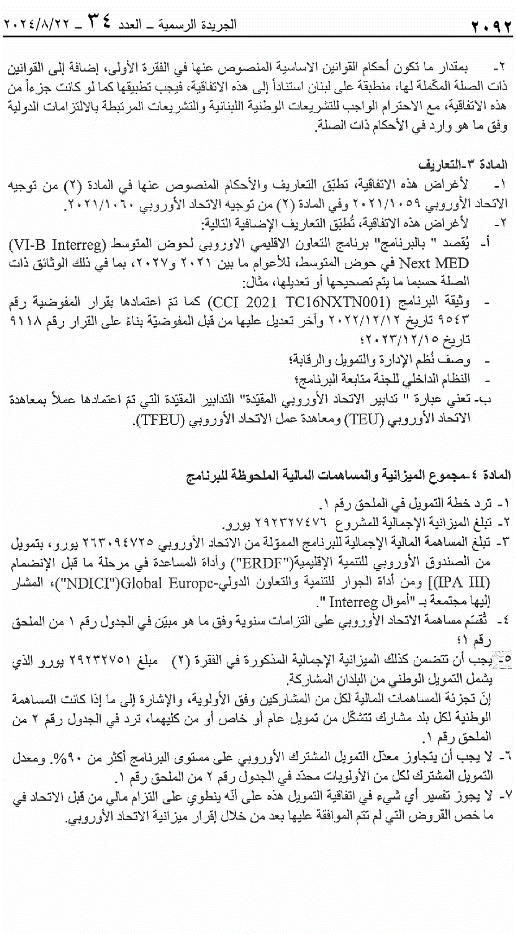 ٢٠٩٢ الجريدة الرسمية ـ العدد ٣٤ ـ ٢٠٢٤/٨/٢٢
٢- بمقدار ما تكون أحكام القوانين الاساسية المنصوص عنها في الفقرة الأولى، إضافة إلى القوانين
ذات الصلة المكملة لها، منطبقة على لبنان استناداً إلى هذه الاتفاقية، فيجب تطبيقها كما لو كانت جزءاً من
هذه الاتفاقية، مع الاحترام الواجب للتشريعات الوطنية اللبنانية والتشريعات المرتبطة بالالتزامات الدولية
وفق ما هو وارد في الأحكام ذات الصلة.
المادة ٣-التعاريف
١- لأغراض هذه الاتفاقية، تطبّق التعاريف والأحكام المنصوص عنها في المادة (٢) من توجيه
الاتحاد الأوروبي ٢٠٢١/١٠٥٩ وفي المادة (٢) من توجيه الاتحاد الأوروبي ٢٠٢١/١٠٦٠.
٢- لأغراض هذه الاتفاقية، تُطبّق التعاريف الإضافية التالية:
أ- يُقصد " بالبرنامج" برنامج التعاون الاقليمي الاوروبي لحوض المتوسط (VI-B Interreg)
Next MED في حوض المتوسط، للأعوام ما بين ٢٠٢١ و٢٠٢٧، بما في ذلك الوثائق ذات
الصلة حسبما ما يتم تصحيحها أو تعديلها، مثال:
- وثيقة البرنامج (CCI 2021 TC16NXTN001) كما تمّ اعتمادها بقرار المفوضية رقم
٩٥٤٣ تاريخ ٢٠٢٢/١٢/١٢ وآخر تعديل عليها من قبل المفوضيّة بناءً على القرار رقم ٩١١٨
تاريخ ٢٠٢٣/١٢/١٥؛
- وصف نُظم الإدارة والتمويل والرقابة؛
- النظام الداخلي للجنة متابعة البرنامج؛
ب- تعني عبارة " تدابير الاتحاد الأوروبي المقيّدة" التدابير المقيّدة التي تمّ اعتمادها عملاً بمعاهدة
الاتحاد الأوروبي (TEU) ومعاهدة عمل الاتحاد الأوروبي (TFEU).
المادة ٤-مجموع الميزانية والمساهمات المالية الملحوظة للبرنامج
١- ترد خطة التمويل في الملحق رقم ١.
٢- تبلغ الميزانية الإجمالية للمشروع ٢٩٢٣٢٧٤٧٦ يورو.
٣- تبلغ المساهمة المالية الإجمالية للبرنامج المموّلة من الاتحاد الأوروبي ٢٦٣٠٩٤٧٢٥ يورو، بتمويل
من الصندوق الأوروبي للتنمية الإقليمية("ERDF") وأداة المساعدة في مرحلة ما قبل الإنضمام
(IPA III)] ومن أداة الجوار للتنمية والتعاون الدولي-Global Europe("NDICI")، المشار
إليها مجتمعة بـ "أموال Interreg ".
٤- تُقسّم مساهمة الاتحاد الأوروبي على التزامات سنوية وفق ما هو مبيّن في الجدول رقم ١ من الملحق
رقم ١؛
٥- يجب أن تتضمن كذلك الميزانية الإجمالية المذكورة في الفقرة (٢) مبلغ ٢٩٢٣٢٧٥١ يورو الذي
يشمل التمويل الوطني من البلدان المشاركة.
إنّ تجزئة المساهمات المالية لكل من المشاركين وفق الأولوية، والإشارة إلى ما إذا كانت المساهمة
الوطنية لكل بلد مشارك تتشكّل من تمويل عام أو خاص أو من كليهما، ترد في الجدول رقم ٢ من
الملحق رقم ١.
٦- لا يجب أن يتجاوز معدّل التمويل المشترك الأوروبي على مستوى البرنامج أكثر من ٩٠%. ومعدل
التمويل المشترك لكل من الأولويات محدّد في الجدول رقم ٢ من الملحق رقم ١.
٧- لا يجوز تفسير أي شيء في اتفاقية التمويل هذه على أنّه ينطوي على التزام مالي من قبل الاتحاد في
ما خص القروض التي لم تتم الموافقة عليها بعد من خلال إقرار ميزانية الاتحاد الأوروبي.